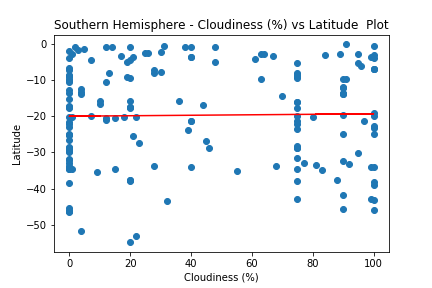 Southern Hemisphere - Cloudiness (%) vs Latitude  Plot
0
−10
−20
−30
−40
−50
Latitude
0 20 40 60 80 100
Cloudiness (%)